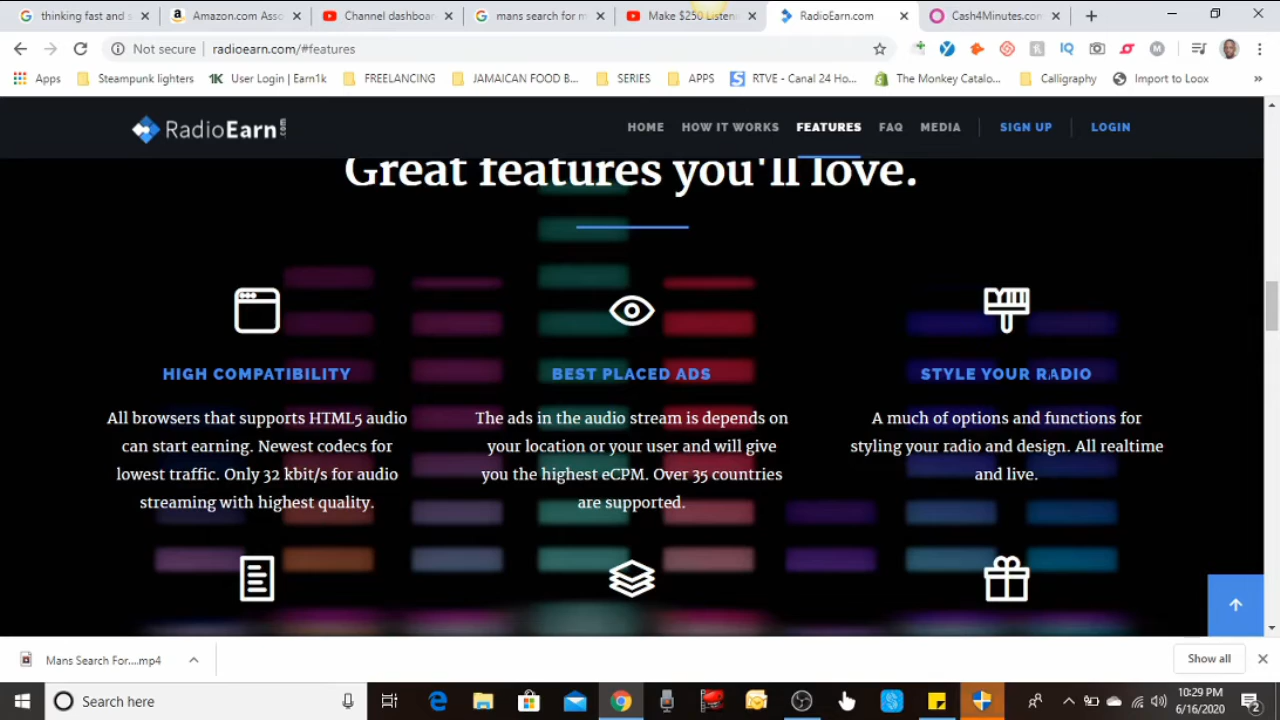 thinking fast and s
Amazon.com Asso
Channel dashboa
mans search for m
Make $250 Listeni
RadioEarn.com
Cash4Minutes.com
Not secure
radioearn.com/#features
Apps
Steampunk lighters
1K User Login | Earn1k
FREELANCING
JAMAICAN FOOD B...
SERIES
APPS
RTVE - Canal 24 Ho...
The Monkey Catalo...
Calligraphy
Import to Loox
»
RadioEarn.com
HOME
HOW IT WORKS
FEATURES
FAQ
MEDIA
SIGN UP
LOGIN
Great features you'll love.
HIGH COMPATIBILITY
All browsers that supports HTML5 audio
can start earning. Newest codecs for
lowest traffic. Only 32 kbit/s for audio
streaming with highest quality.
BEST PLACED ADS
The ads in the audio stream is depends on
your location or your user and will give
you the highest eCPM. Over 35 countries
are supported.
STYLE YOUR RADIO
A much of options and functions for
styling your radio and design. All realtime
and live.
Mans Search For....mp4
Show all
Search here
10:29 PM
6/16/2020
2